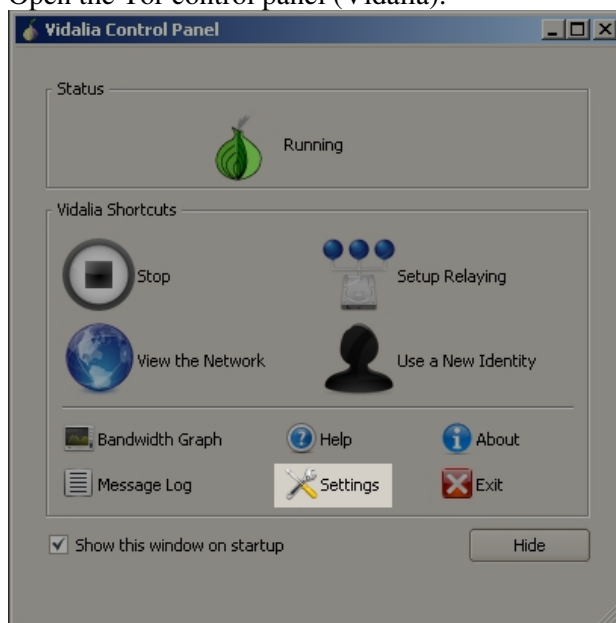 Open the Tor control panel (Vidalia):
Vidalia Control Panel
Status
Running
Vidalia Shortcuts
Stop
Setup Relaying
View the Network
Use a New Identity
Bandwidth Graph
Help
About
Message Log
Settings
Exit
Show this window on startup
Hide